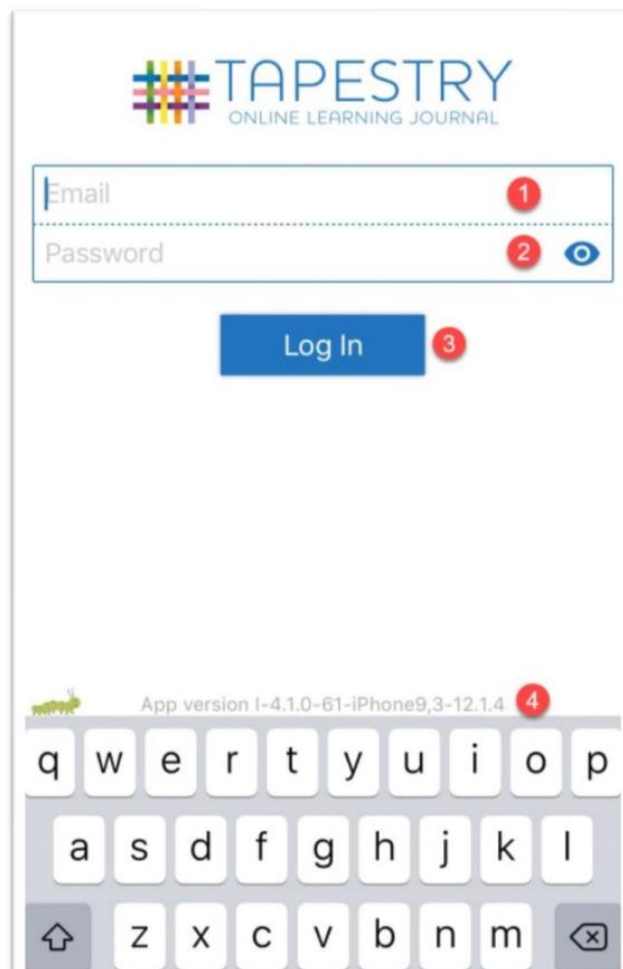 TAPESTRY
ONLINE LEARNING JOURNAL
Email 1
Password 2
Log In 3
App version I-4.1.0-61-iPhone9,3-12.1.4 4
q w e r t y u i o p
a s d f g h j k l
z x c v b n m